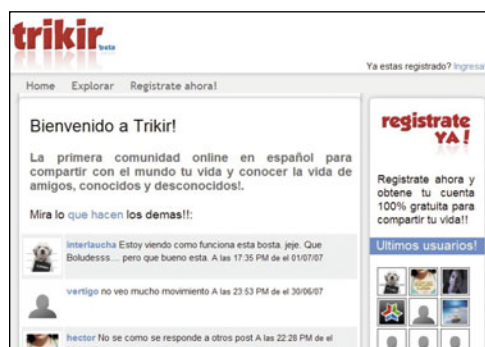 trikir beta
Ya estas registrado? Ingresa
Home Explorar Registrate ahora!
Bienvenido a Trikir!
La primera comunidad online en español para
compartir con el mundo tu vida y conocer la vida de
amigos, conocidos y desconocidos!.
Mira lo que hacen los demas!!:
interlaucha Estoy viendo como funciona esta bosta. jeje. Que
Boludesss.... pero que bueno esta. A las 17:35 PM de el 01/07/07
vertigo no veo mucho movimiento A las 23:53 PM de el 30/06/07
hector No se como se responde a otros post A las 22:28 PM de el
registrate
YA!
Registrate ahora y
obtene tu cuenta
100% gratuita para
compartir tu vida!!
Ultimos usuarios!